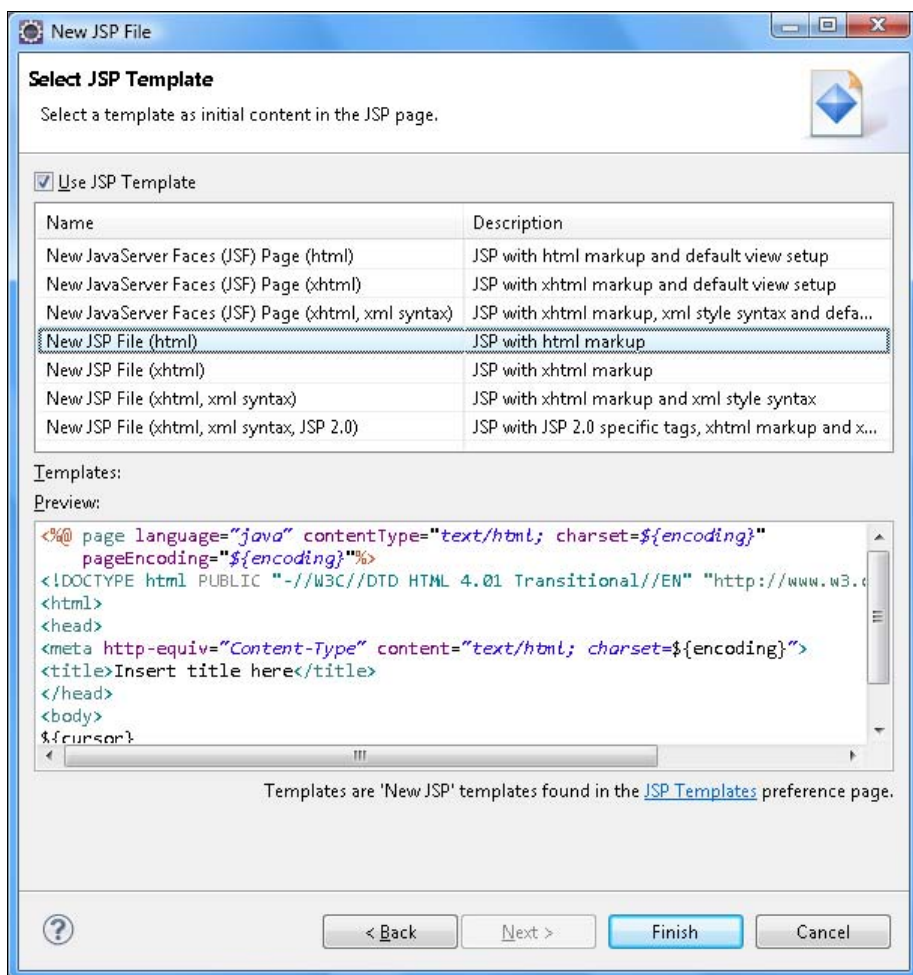 New JSP File
Select JSP Template
Select a template as initial content in the JSP page.
Use JSP Template
Name Description
New JavaServer Faces (JSF) Page (html) JSP with html markup and default view setup
New JavaServer Faces (JSF) Page (xhtml) JSP with xhtml markup and default view setup
New JavaServer Faces (JSF) Page (xhtml, xml syntax) JSP with xhtml markup, xml style syntax and defa...
New JSP File (html) JSP with html markup
New JSP File (xhtml) JSP with xhtml markup
New JSP File (xhtml, xml syntax) JSP with xhtml markup and xml style syntax
New JSP File (xhtml, xml syntax, JSP 2.0) JSP with JSP 2.0 specific tags, xhtml markup and x...
Templates:
Preview:
<%@ page language="java" contentType="text/html; charset=${encoding}"
pageEncoding="${encoding}"%>
<!DOCTYPE html PUBLIC "-//W3C//DTD HTML 4.01 Transitional//EN" "http://www.w3.
<html>
<head>
<meta http-equiv="Content-Type" content="text/html; charset=${encoding}">
<title>Insert title here</title>
</head>
<body>
${cursor}
Templates are 'New JSP' templates found in the JSP Templates preference page.
? < Back Next > Finish Cancel